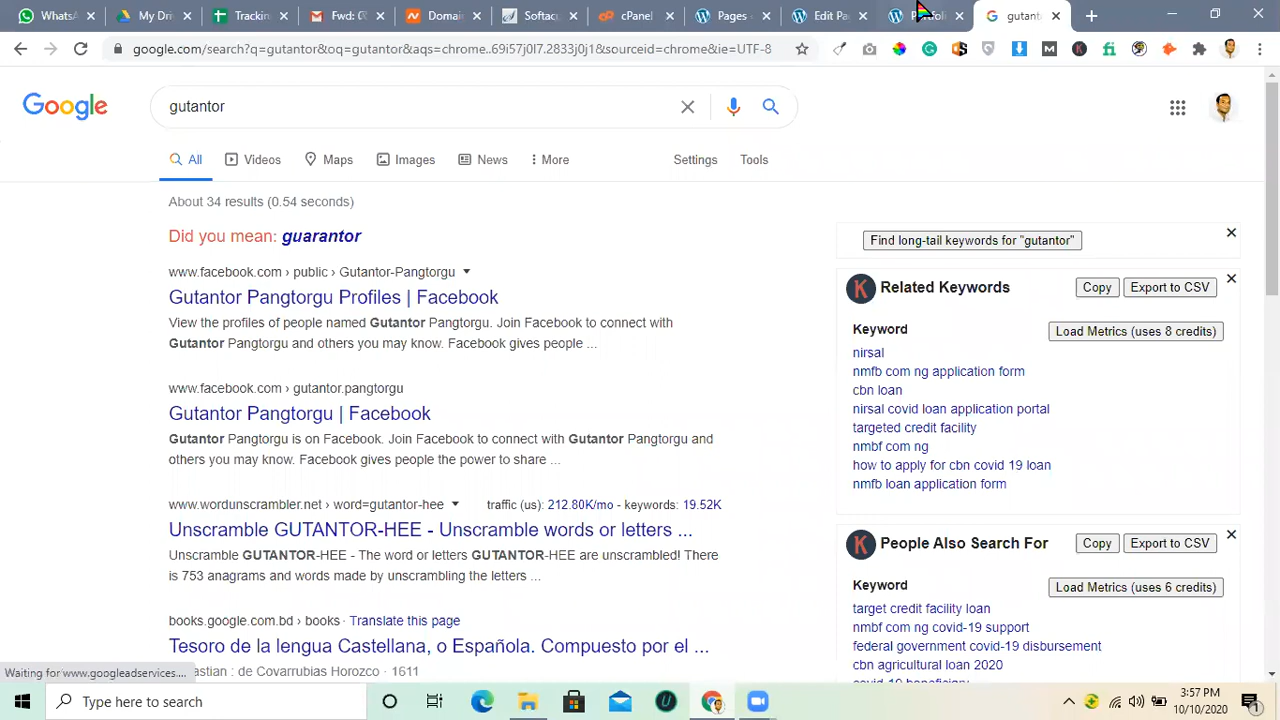 WhatsA
My Driv
Trackin
Fwd: C
Domai
Softac
cPanel
Pages
Edit Pa
gutant
google.com/search?q=gutantor&oq=gutantor&aqs=chrome..69i57j0l7.2833j0j1&sourceid=chrome&ie=UTF-8
Google
gutantor
All
Videos
Maps
Images
News
More
Settings
Tools
About 34 results (0.54 seconds)
Did you mean: guarantor
www.facebook.com › public › Gutantor-Pangtorgu
Gutantor Pangtorgu Profiles | Facebook
View the profiles of people named Gutantor Pangtorgu. Join Facebook to connect with
Gutantor Pangtorgu and others you may know. Facebook gives people ...
www.facebook.com › gutantor.pangtorgu
Gutantor Pangtorgu | Facebook
Gutantor Pangtorgu is on Facebook. Join Facebook to connect with Gutantor Pangtorgu and
others you may know. Facebook gives people the power to share ...
www.wordunscrambler.net › word=gutantor-hee traffic (us): 212.80K/mo - keywords: 19.52K
Unscramble GUTANTOR-HEE - Unscramble words or letters ...
Unscramble GUTANTOR-HEE - The word or letters GUTANTOR-HEE are unscrambled! There
is 753 anagrams and words made by unscrambling the letters ...
books.google.com.bd › books · Translate this page
Tesoro de la lengua Castellana, o Española. Compuesto por el ...
astian : de Covarrubias Horozco · 1611
Find long-tail keywords for "gutantor"
Related Keywords
Copy
Export to CSV
Keyword
Load Metrics (uses 8 credits)
nirsal
nmfb com ng application form
cbn loan
nirsal covid loan application portal
targeted credit facility
nmbf com ng
how to apply for cbn covid 19 loan
nmfb loan application form
People Also Search For
Copy
Export to CSV
Keyword
Load Metrics (uses 6 credits)
target credit facility loan
nmbf com ng covid-19 support
federal government covid-19 disbursement
cbn agricultural loan 2020
covid-19 beneficiary
Waiting for www.googleadservices....
Type here to search
3:57 PM
10/10/2020